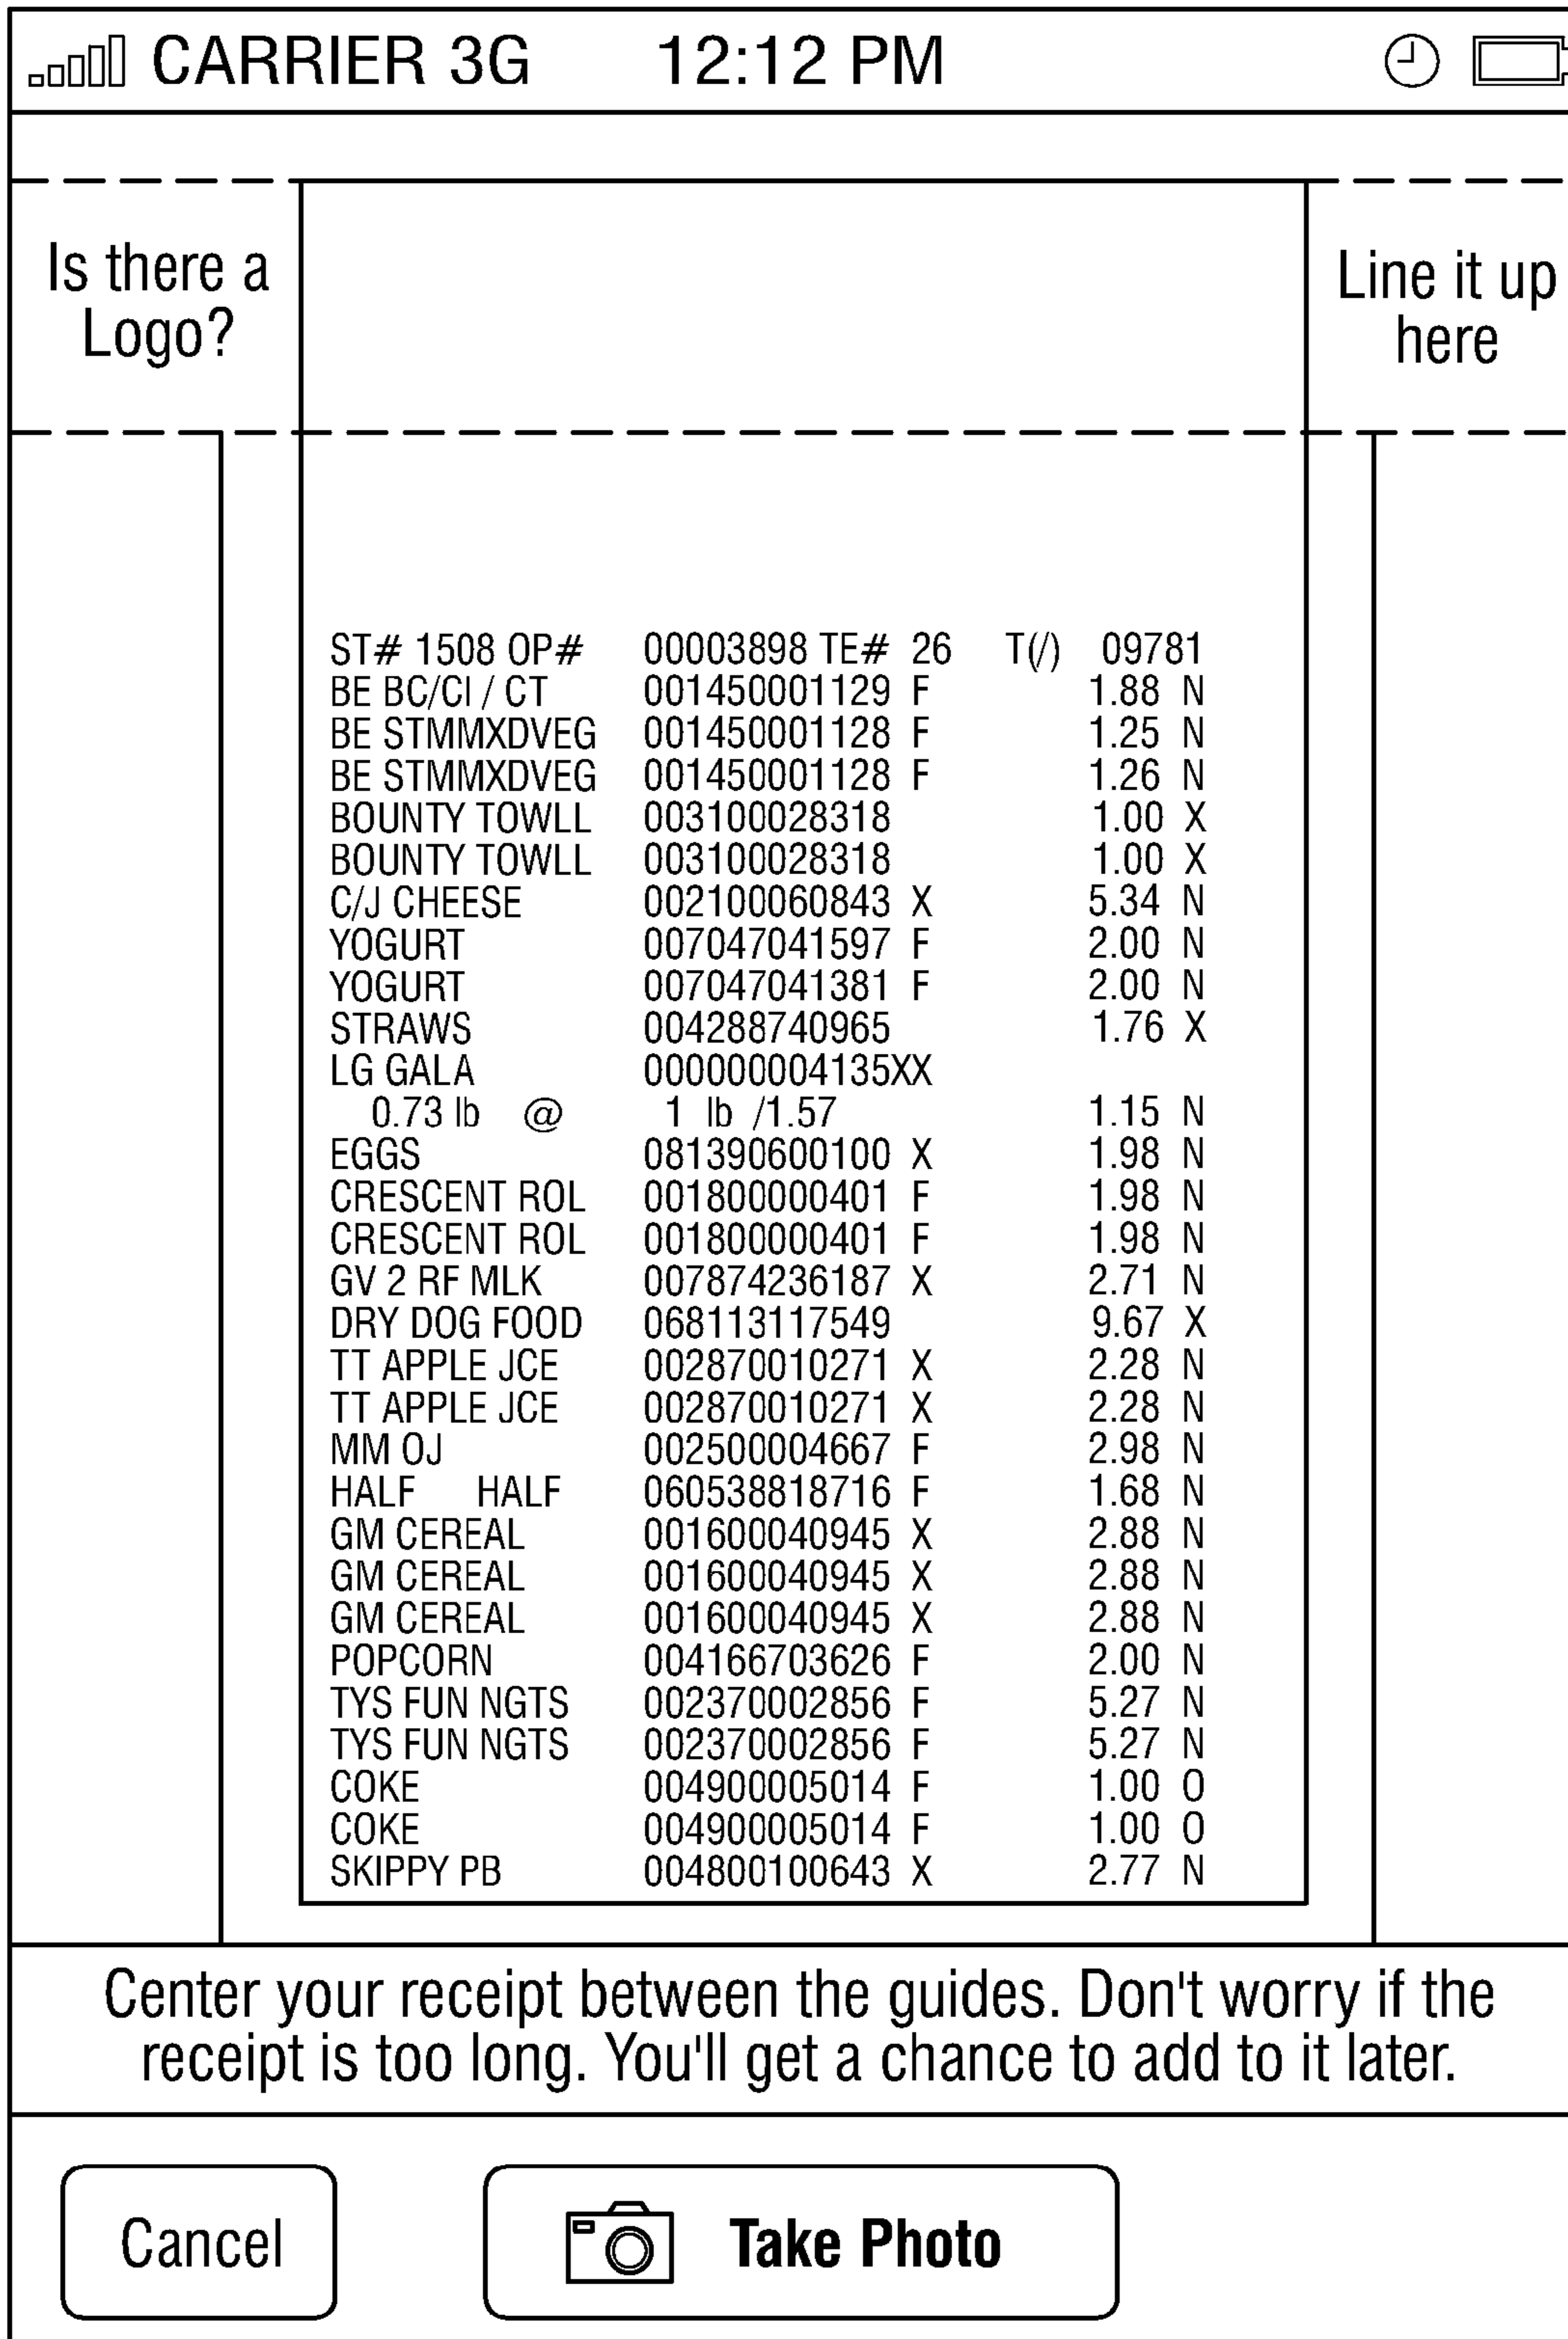 CARRIER 3G 12:12 PM
Is there a
Logo?
Line it up
here
ST# 1508 OP# 00003898 TE# 26 T(/) 09781
BE BC/CI / CT 001450001129 F 1.88 N
BE STMMXDVEG 001450001128 F 1.25 N
BE STMMXDVEG 001450001128 F 1.26 N
BOUNTY TOWLL 003100028318 1.00 X
BOUNTY TOWLL 003100028318 1.00 X
C/J CHEESE 002100060843 X 5.34 N
YOGURT 007047041597 F 2.00 N
YOGURT 007047041381 F 2.00 N
STRAWS 004288740965 1.76 X
LG GALA 000000004135XX
0.73 lb @ 1 lb /1.57 1.15 N
EGGS 081390600100 X 1.98 N
CRESCENT ROL 001800000401 F 1.98 N
CRESCENT ROL 001800000401 F 1.98 N
GV 2 RF MLK 007874236187 X 2.71 N
DRY DOG FOOD 068113117549 9.67 X
TT APPLE JCE 002870010271 X 2.28 N
TT APPLE JCE 002870010271 X 2.28 N
MM OJ 002500004667 F 2.98 N
HALF HALF 060538818716 F 1.68 N
GM CEREAL 001600040945 X 2.88 N
GM CEREAL 001600040945 X 2.88 N
GM CEREAL 001600040945 X 2.88 N
POPCORN 004166703626 F 2.00 N
TYS FUN NGTS 002370002856 F 5.27 N
TYS FUN NGTS 002370002856 F 5.27 N
COKE 004900005014 F 1.00 O
COKE 004900005014 F 1.00 O
SKIPPY PB 004800100643 X 2.77 N
Center your receipt between the guides. Don't worry if the
receipt is too long. You'll get a chance to add to it later.
Cancel
Take Photo